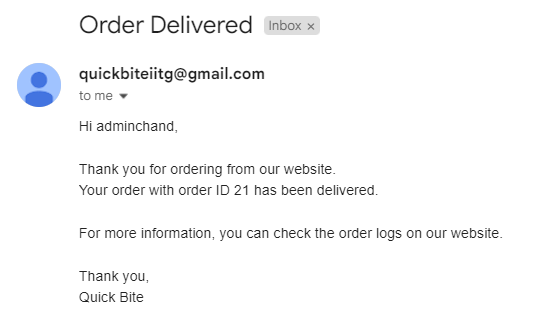 Order Delivered Inbox ×
quickbiteiitg@gmail.com
to me
Hi adminchand,
Thank you for ordering from our website.
Your order with order ID 21 has been delivered.
For more information, you can check the order logs on our website.
Thank you,
Quick Bite